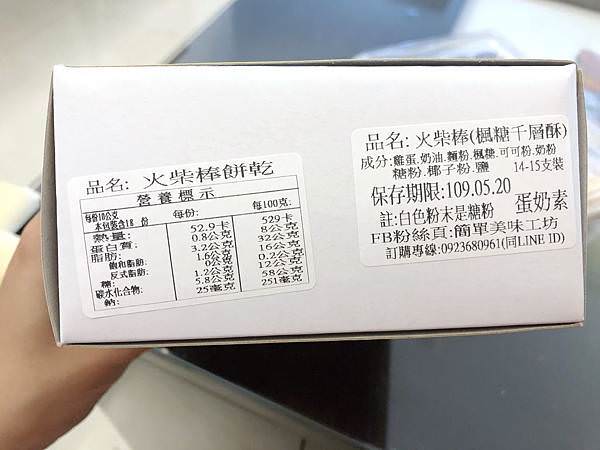 品名: 火柴棒餅乾
營養標示
每份10公克
本包裝含18 份
每份: 每100克:
熱量: 52.9卡 529卡
蛋白質: 0.8公克 8公克
脂肪: 3.2公克 32公克
飽和脂肪: 1.6公克 16公克
反式脂肪: 0公克 0.2公克
糖: 1.2公克 12公克
碳水化合物: 5.8公克 58公克
鈉: 25毫克 251毫克
品名: 火柴棒(楓糖千層酥)
成分: 雞蛋.奶油.麵粉.楓糖.可可粉.奶粉
糖粉.椰子粉.鹽 14-15支裝
保存期限:109.05.20
註:白色粉末是糖粉 蛋奶素
FB粉絲頁:簡單美味工坊
訂購專線:0923680961(同LINE ID)